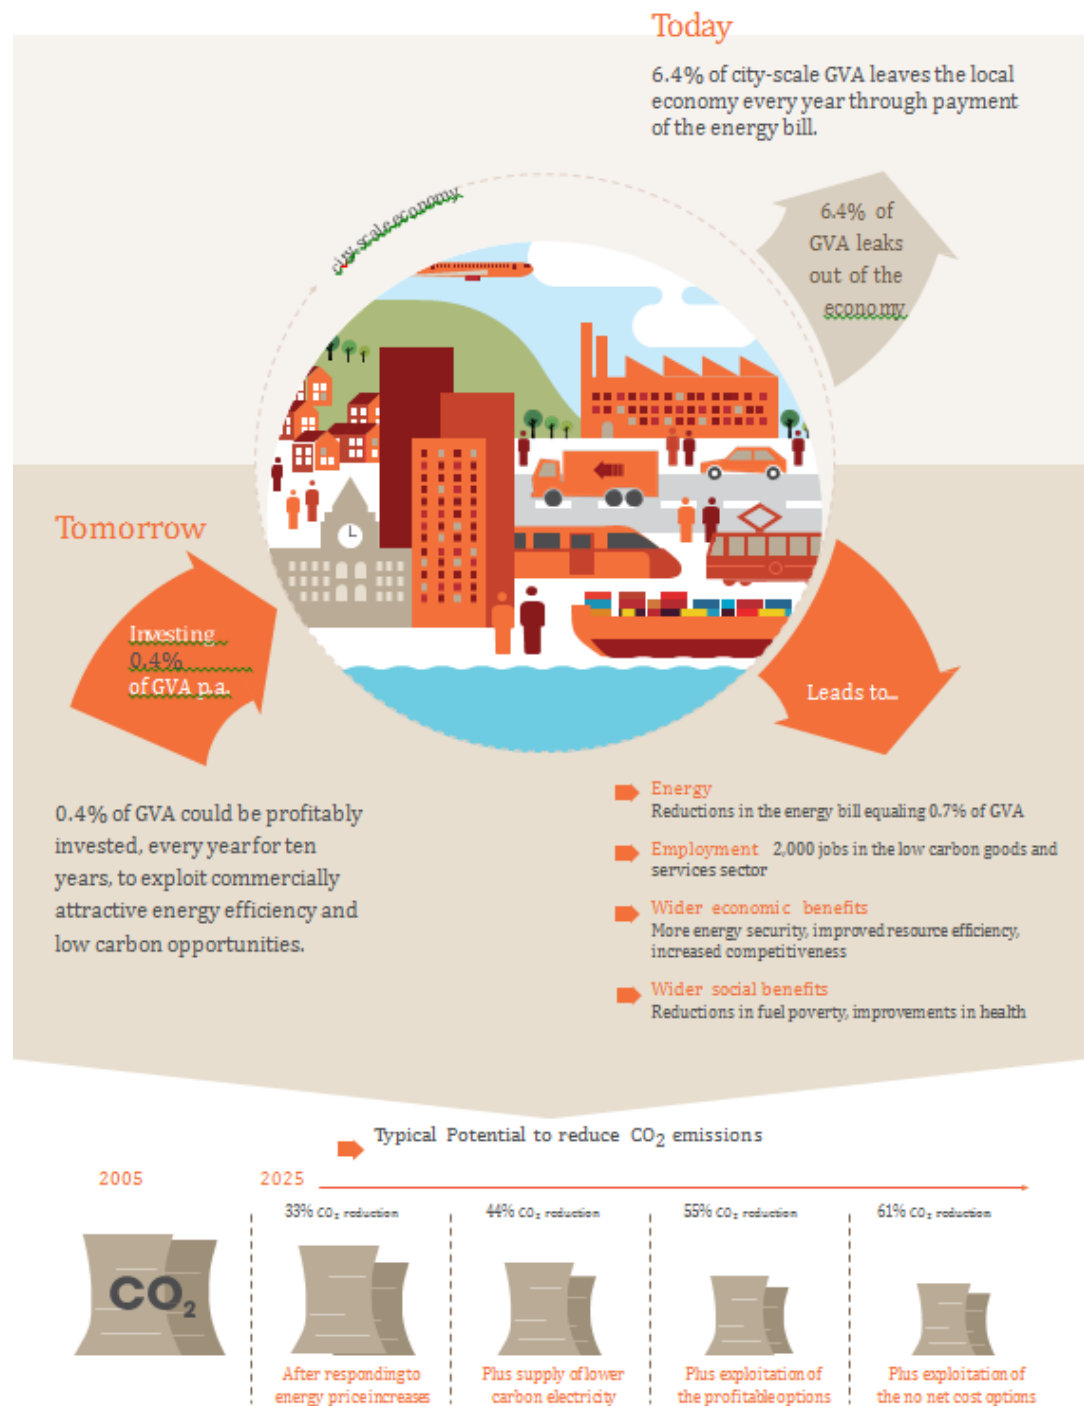 Today
6.4% of city-scale GVA leaves the local
economy every year through payment
of the energy bill.
city-scale economy
6.4% of
GVA leaks
out of the
economy
Tomorrow
Investing
0.4%
of GVA p.a.
Leads to...
0.4% of GVA could be profitably
invested, every year for ten
years, to exploit commercially
attractive energy efficiency and
low carbon opportunities.
Energy
Reductions in the energy bill equaling 0.7% of GVA
Employment 2,000 jobs in the low carbon goods and
services sector
Wider economic benefits
More energy security, improved resource efficiency,
increased competitiveness
Wider social benefits
Reductions in fuel poverty, improvements in health
Typical Potential to reduce CO2 emissions
2005 2025
33% CO2 reduction 44% CO2 reduction 55% CO2 reduction 61% CO2 reduction
CO2
After responding to
energy price increases
Plus supply of lower
carbon electricity
Plus exploitation of
the profitable options
Plus exploitation of
the no net cost options